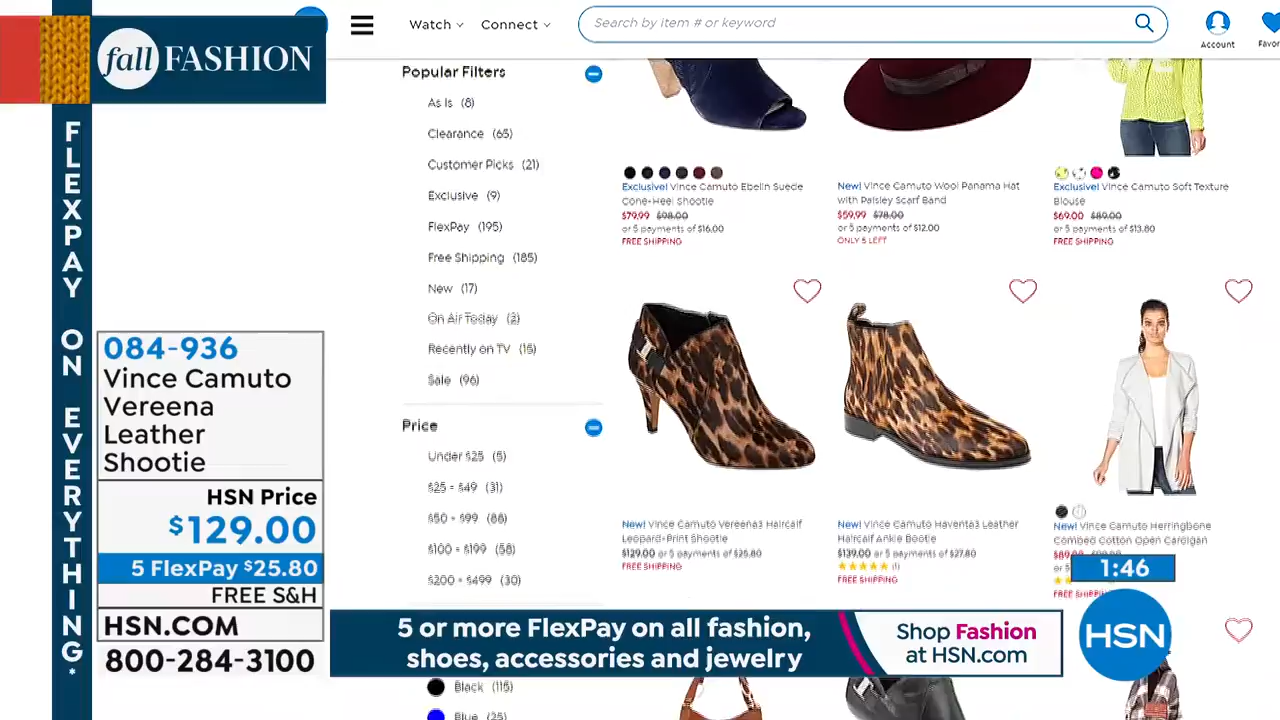 fall FASHION
FLEXPAY ON EVERYTHING*
084-936
Vince Camuto
Vereena
Leather
Shootie
HSN Price
$129.00
5 FlexPay $25.80
FREE S&H
HSN.COM
800-284-3100
Watch
Connect
Search by item # or keyword
Account
Favor
Popular Filters
As Is (8)
Clearance (65)
Customer Picks (21)
Exclusive (9)
FlexPay (195)
Free Shipping (185)
New (17)
On Air Today (2)
Recently on TV (15)
Sale (96)
Price
Under $25 (5)
$25 - $49 (31)
$50 - $99 (88)
$100 - $199 (58)
$200 - $499 (30)
Black (115)
Blue (25)
Exclusive! Vince Camuto Ebelin Suede
Cone-Heel Shootie
$79.99 $98.00
or 5 payments of $16.00
FREE SHIPPING
New! Vince Camuto Wool Panama Hat
with Paisley Scarf Band
$59.99 $78.00
or 5 payments of $12.00
ONLY 5 LEFT
Exclusive! Vince Camuto Soft Texture
Blouse
$69.00 $89.00
or 5 payments of $13.80
FREE SHIPPING
New! Vince Camuto Vereena3 Haircalf
Leopard-Print Shootie
$129.00 or 5 payments of $25.80
FREE SHIPPING
New! Vince Camuto Haventa3 Leather
Haircalf Ankle Bootie
$139.00 or 5 payments of $27.80
(1)
FREE SHIPPING
New! Vince Camuto Herringbone
Combed Cotton Open Cardigan
or 5
FREE SHIPPING
1:46
5 or more FlexPay on all fashion,
shoes, accessories and jewelry
Shop Fashion
at HSN.com
HSN